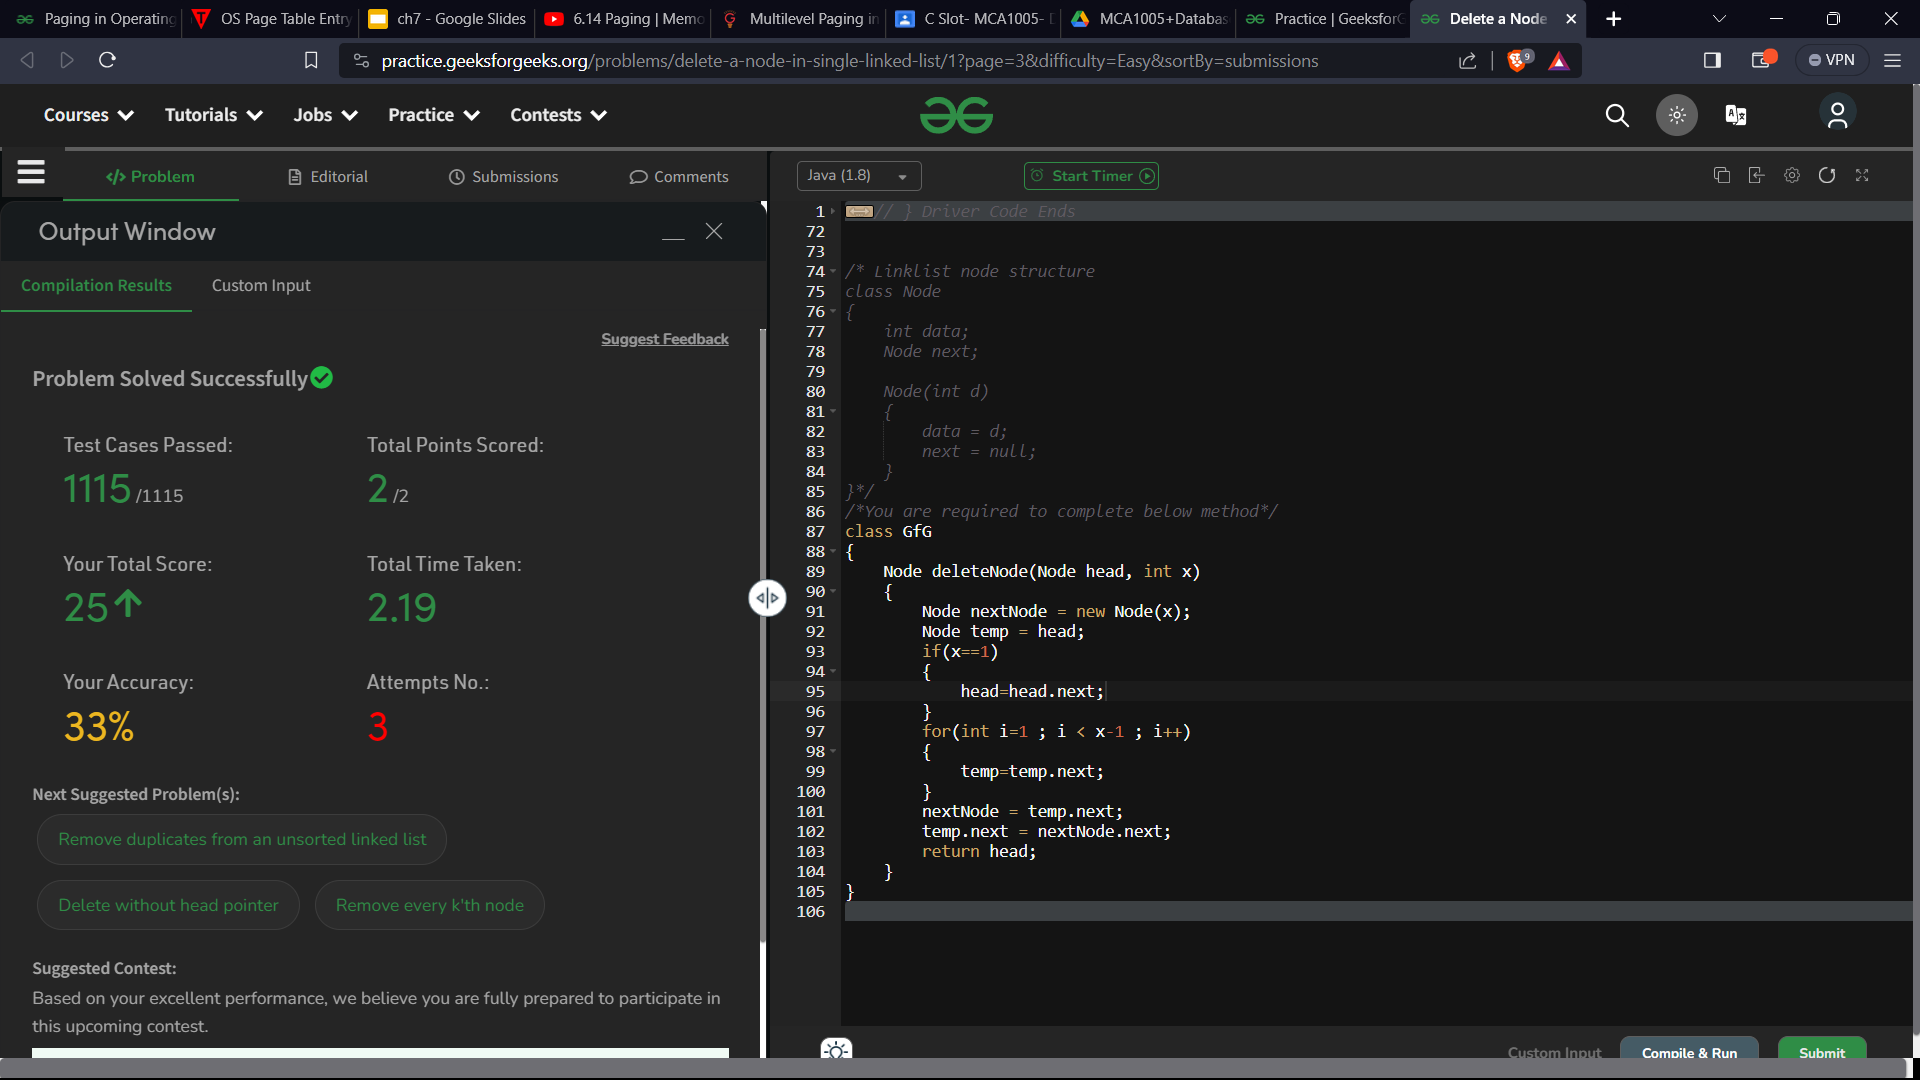 Paging in Operating
OS Page Table Entry
ch7 - Google Slides
6.14 Paging | Memo
Multilevel Paging in
C Slot- MCA1005-
MCA1005+Databas
Practice | GeeksforG
Delete a Node
practice.geeksforgeeks.org/problems/delete-a-node-in-single-linked-list/1?page=3&difficulty=Easy&sortBy=submissions
9
VPN
Courses
Tutorials
Jobs
Practice
Contests
</> Problem
Editorial
Submissions
Comments
Output Window
Compilation Results
Custom Input
Suggest Feedback
Problem Solved Successfully
Test Cases Passed:
1115 /1115
Total Points Scored:
2 /2
Your Total Score:
25
Total Time Taken:
2.19
Your Accuracy:
33%
Attempts No.:
3
Next Suggested Problem(s):
Remove duplicates from an unsorted linked list
Delete without head pointer
Remove every k'th node
Suggested Contest:
Based on your excellent performance, we believe you are fully prepared to participate in
this upcoming contest.
Java (1.8)
Start Timer
1 // } Driver Code Ends
72
73
74 /* Linklist node structure
75 class Node
76 {
77 int data;
78 Node next;
79
80 Node(int d)
81 {
82 data = d;
83 next = null;
84 }
85 }*/
86 /*You are required to complete below method*/
87 class GfG
88 {
89 Node deleteNode(Node head, int x)
90 {
91 Node nextNode = new Node(x);
92 Node temp = head;
93 if(x==1)
94 {
95 head=head.next;
96 }
97 for(int i=1 ; i < x-1 ; i++)
98 {
99 temp=temp.next;
100 }
101 nextNode = temp.next;
102 temp.next = nextNode.next;
103 return head;
104 }
105 }
106
Custom Input
Compile & Run
Submit